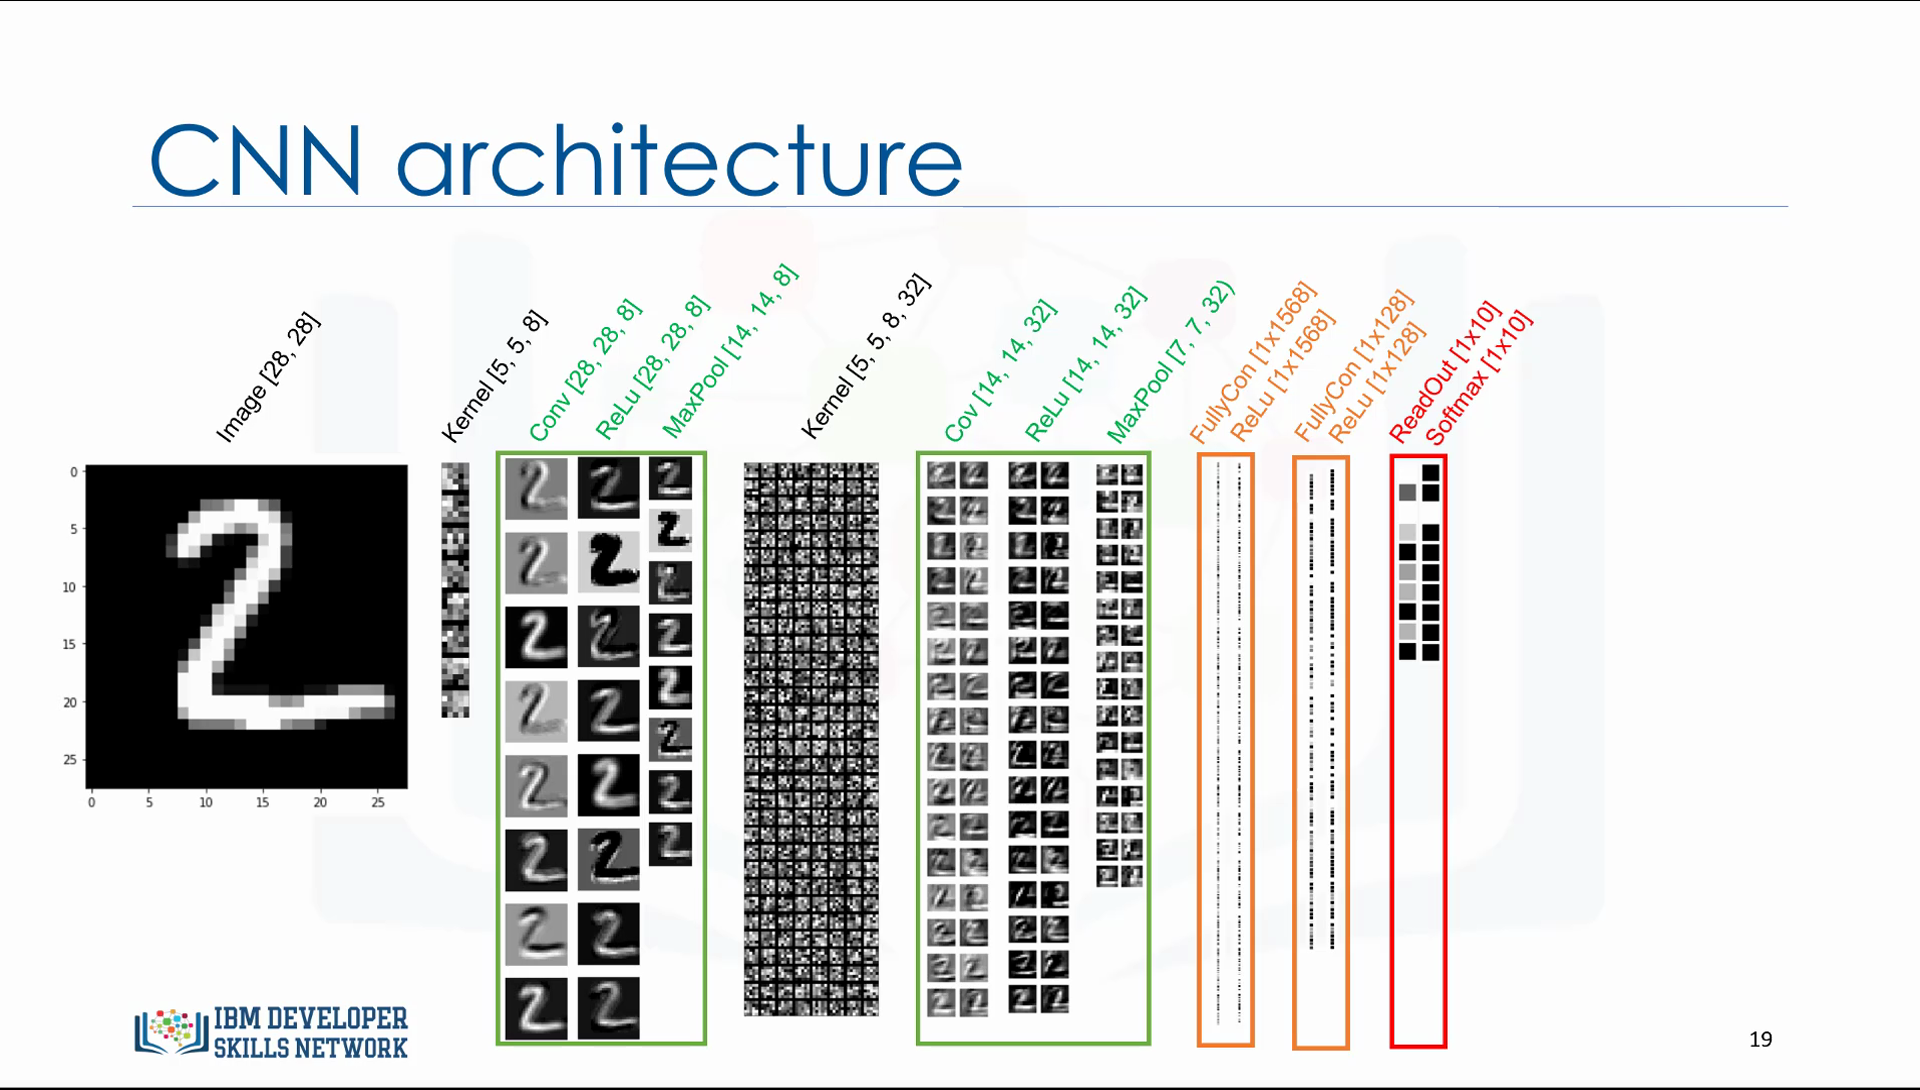 CNN architecture
Image [28, 28]
Kernel [5, 5, 8]
Conv [28, 28, 8]
ReLu [28, 28, 8]
MaxPool [14, 14, 8]
Kernel [5, 5, 8, 32]
Cov [14, 14, 32]
ReLu [14, 14, 32]
MaxPool [7, 7, 32)
FullyCon [1x1568]
ReLu [1x1568]
FullyCon [1x128]
ReLu [1x128]
ReadOut [1x10]
Softmax [1x10]
0
5
10
15
20
25
0 5 10 15 20 25
IBM DEVELOPER
SKILLS NETWORK
19